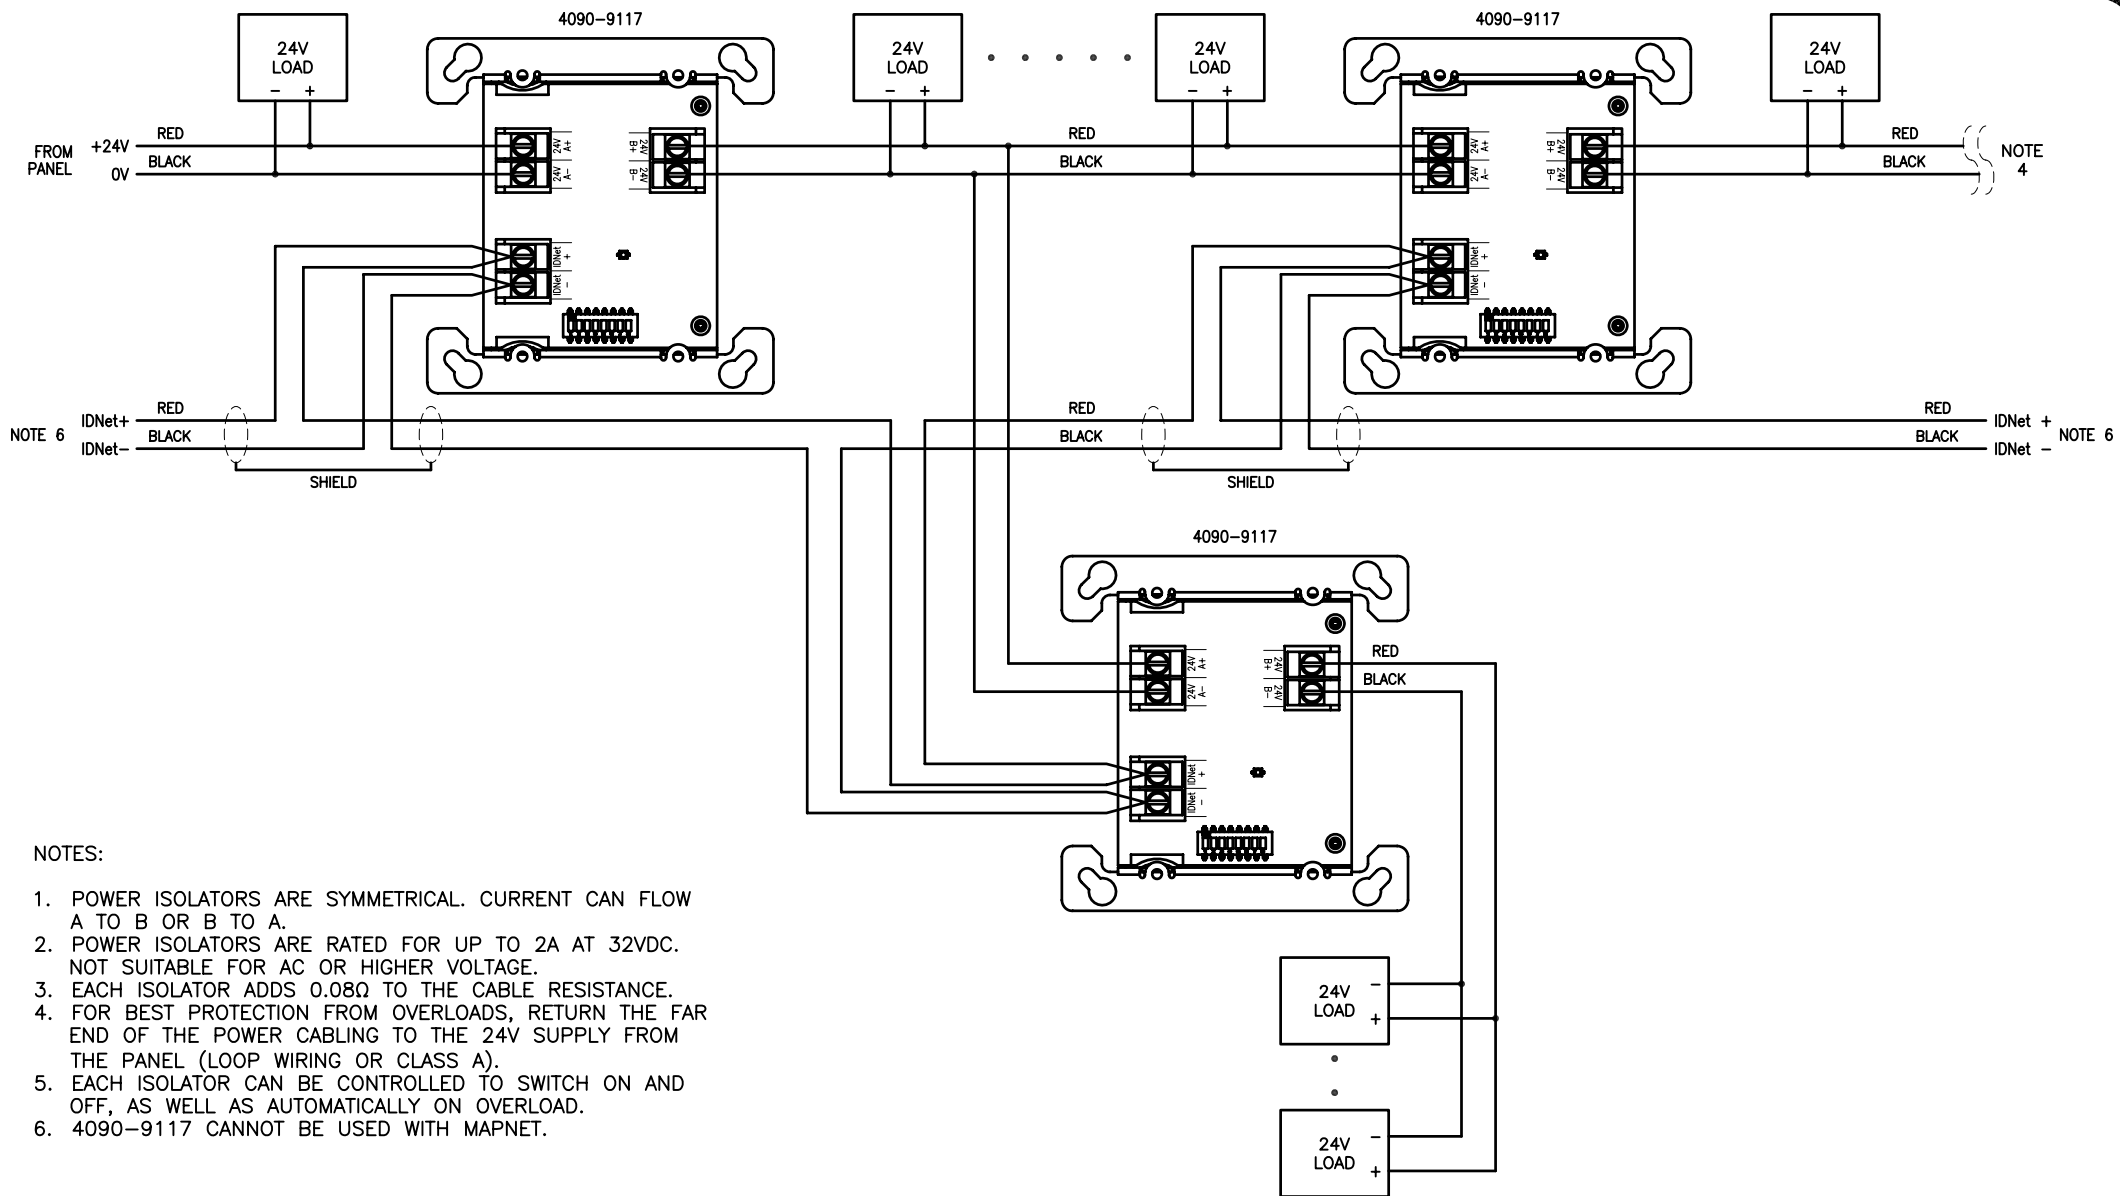 4090-9117
4090-9117
24V
LOAD
- +
24V
LOAD
- +
24V
LOAD
- +
24V
LOAD
- +
FROM
PANEL
+24V
0V
RED
BLACK
24V
A+
24V
A-
24V
B+
24V
B-
RED
BLACK
24V
A+
24V
A-
24V
B+
24V
B-
RED
BLACK
NOTE
4
IDNet
+
IDNet
-
IDNet
+
IDNet
-
NOTE 6
IDNet+
IDNet-
RED
BLACK
SHIELD
RED
BLACK
SHIELD
RED
BLACK
IDNet +
IDNet -
NOTE 6
4090-9117
24V
A+
24V
A-
24V
B+
24V
B-
RED
BLACK
IDNet
+
IDNet
-
24V
LOAD
-
+
24V
LOAD
-
+
NOTES:
1. POWER ISOLATORS ARE SYMMETRICAL. CURRENT CAN FLOW
A TO B OR B TO A.
2. POWER ISOLATORS ARE RATED FOR UP TO 2A AT 32VDC.
NOT SUITABLE FOR AC OR HIGHER VOLTAGE.
3. EACH ISOLATOR ADDS 0.08Ω TO THE CABLE RESISTANCE.
4. FOR BEST PROTECTION FROM OVERLOADS, RETURN THE FAR
END OF THE POWER CABLING TO THE 24V SUPPLY FROM
THE PANEL (LOOP WIRING OR CLASS A).
5. EACH ISOLATOR CAN BE CONTROLLED TO SWITCH ON AND
OFF, AS WELL AS AUTOMATICALLY ON OVERLOAD.
6. 4090-9117 CANNOT BE USED WITH MAPNET.